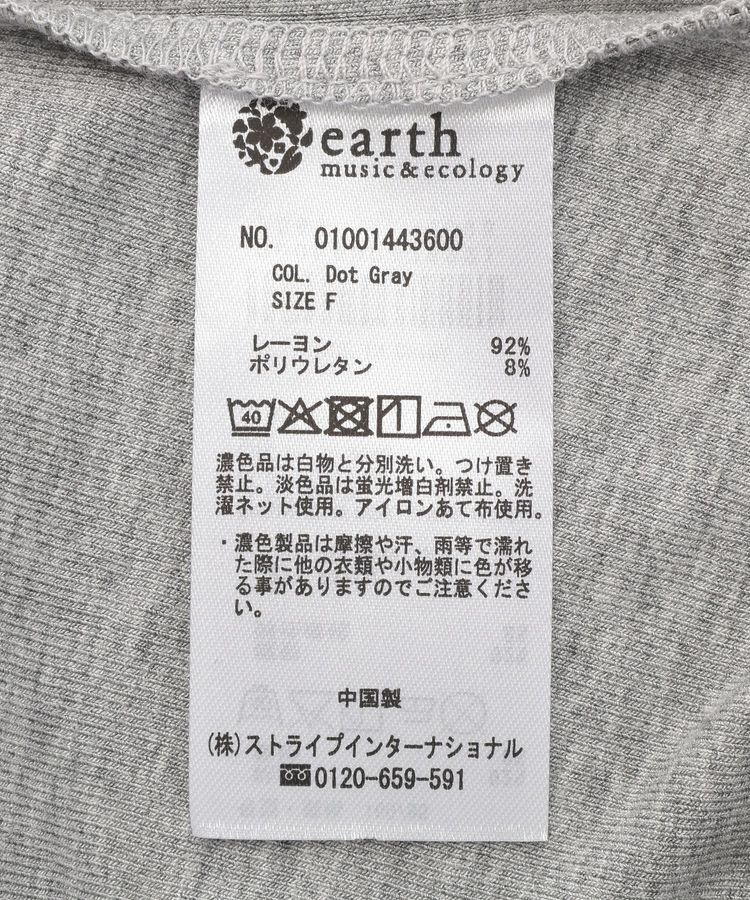 earth
music&ecology
NO. 01001443600
COL. Dot Gray
SIZE F
レーヨン 92%
ポリウレタン 8%
40
濃色品は白物と分別洗い。つけ置き
禁止。淡色品は蛍光増白剤禁止。洗
濯ネット使用。アイロンあて布使用。
・濃色製品は摩擦や汗、雨等で濡れ
た際に他の衣類や小物類に色が移
る事がありますのでご注意くださ
い。
中国製
(株)ストライプインターナショナル
0120-659-591